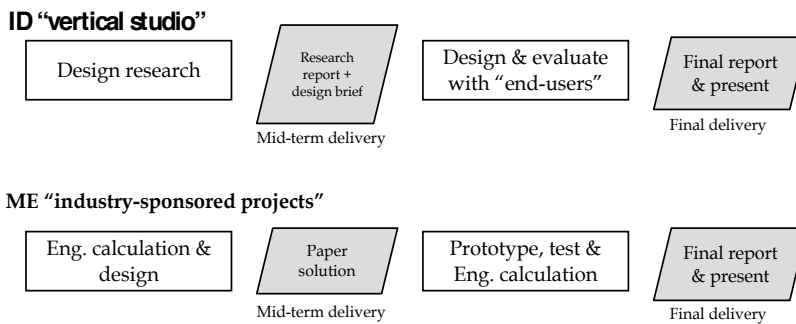 ID “vertical studio”
Design research
Research
report +
design brief
Mid-term delivery
Design & evaluate
with “end-users”
Final report
& present
Final delivery
ME “industry-sponsored projects”
Eng. calculation &
design
Paper
solution
Mid-term delivery
Prototype, test &
Eng. calculation
Final report
& present
Final delivery